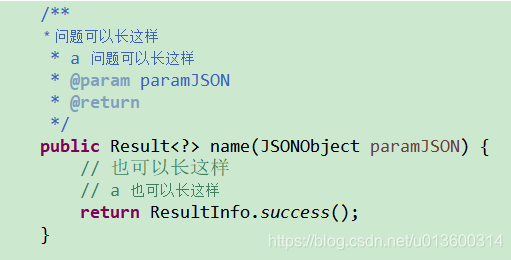 /**
* 问题可以长这样
* a 问题可以长这样
* @param paramJSON
* @return
*/
public Result<?> name(JSONObject paramJSON) {
// 也可以长这样
// a 也可以长这样
return ResultInfo.success();
}
https://blog.csdn.net/u013600314